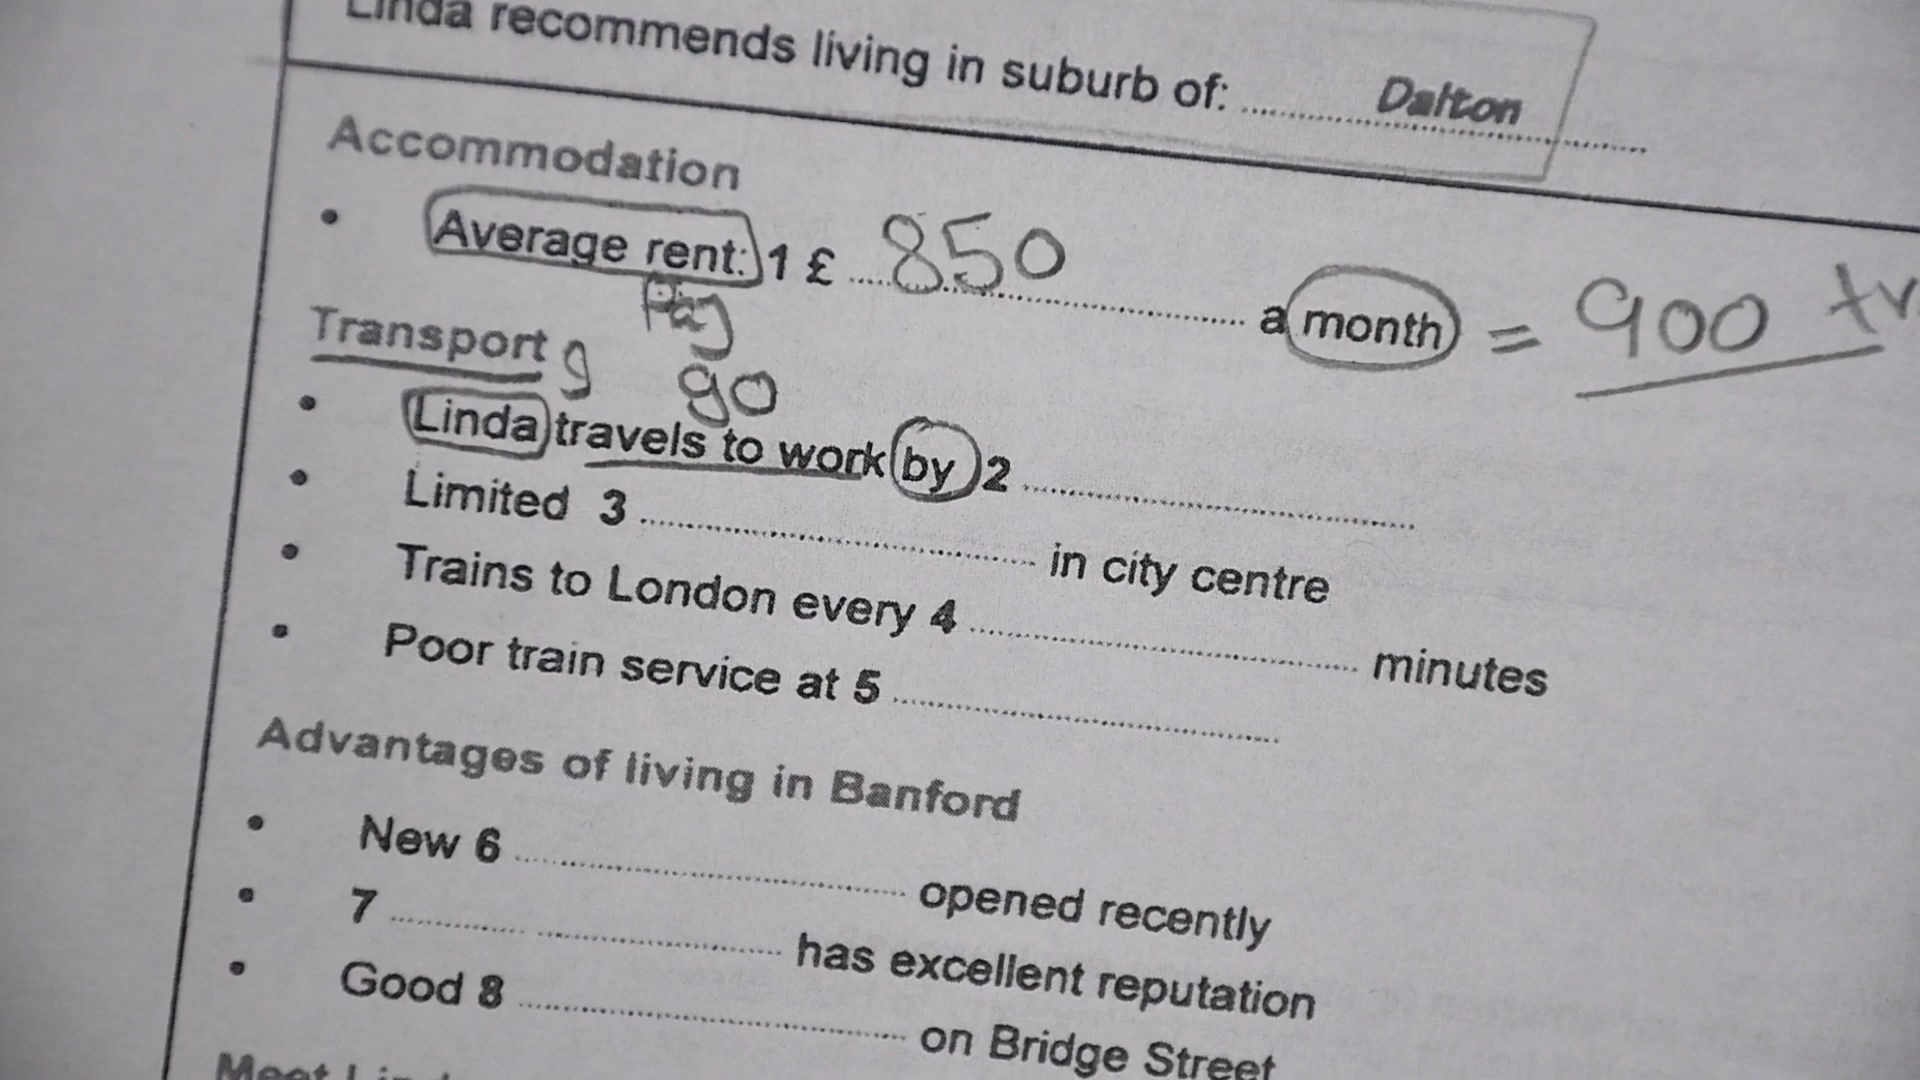 Linda recommends living in suburb of: Dalton
Accommodation
• Average rent: 1 £ 850 a month = 900
Pay
Transport g go
• Linda travels to work by 2
• Limited 3 in city centre
• Trains to London every 4 minutes
• Poor train service at 5
Advantages of living in Banford
• New 6 opened recently
• 7 has excellent reputation
• Good 8 on Bridge Street